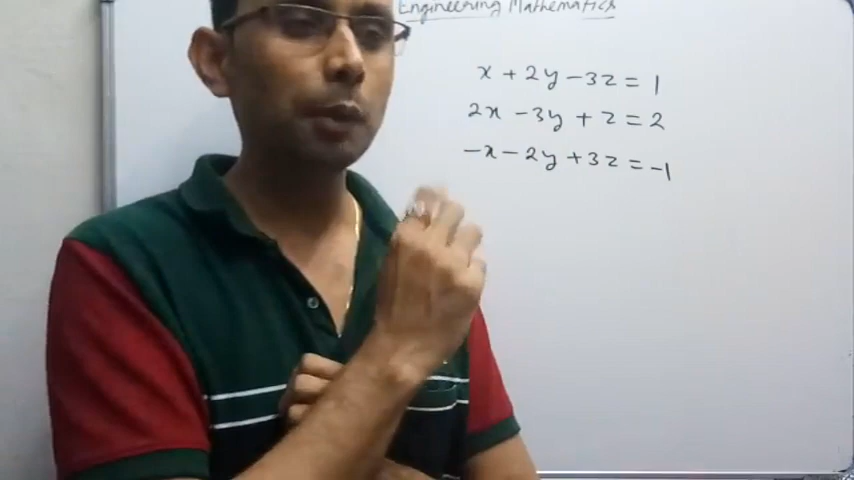 Engineering Mathematics
x + 2y - 3z = 1
2x - 3y + z = 2
-x - 2y + 3z = -1